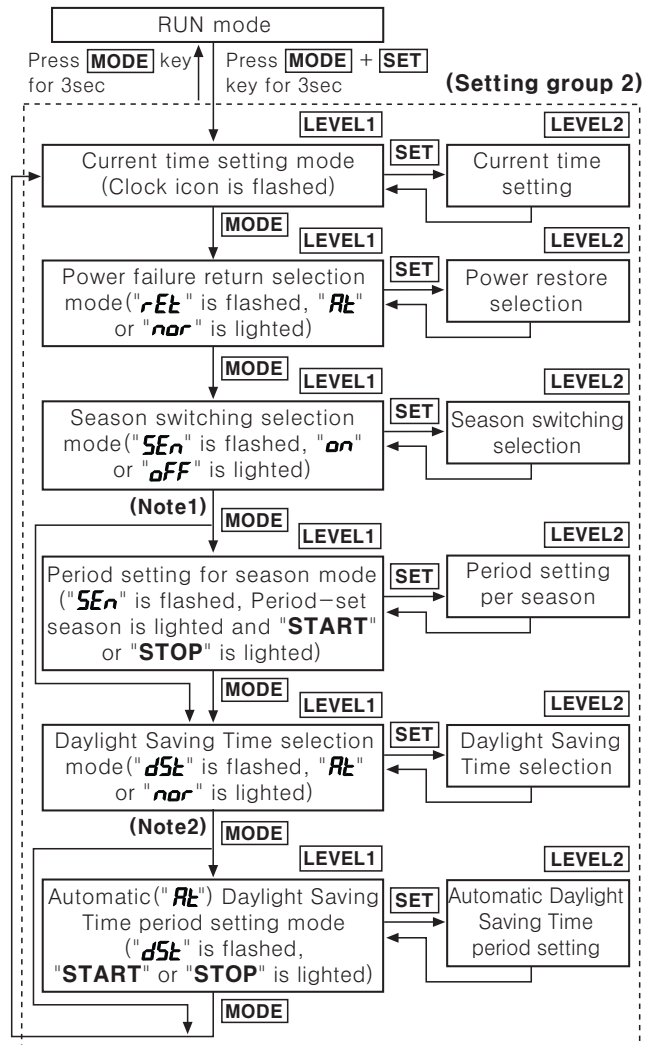 RUN mode
Press MODE key for 3sec
Press MODE + SET key for 3sec
(Setting group 2)
LEVEL1
LEVEL2
Current time setting mode
(Clock icon is flashed)
SET
Current time
setting
MODE
LEVEL1
LEVEL2
Power failure return selection
mode("rEt" is flashed, "At"
or "nor" is lighted)
SET
Power restore
selection
MODE
LEVEL1
LEVEL2
Season switching selection
mode("SEn" is flashed, "on"
or "oFF" is lighted)
SET
Season switching
selection
(Note1)
MODE
LEVEL1
LEVEL2
Period setting for season mode
("SEn" is flashed, Period-set
season is lighted and "START"
or "STOP" is lighted)
SET
Period setting
per season
MODE
LEVEL1
LEVEL2
Daylight Saving Time selection
mode("dSt" is flashed, "At"
or "nor" is lighted)
SET
Daylight Saving
Time selection
(Note2)
MODE
LEVEL1
LEVEL2
Automatic("At") Daylight Saving
Time period setting mode
("dSt" is flashed,
"START" or "STOP" is lighted)
SET
Automatic Daylight
Saving Time
period setting
MODE